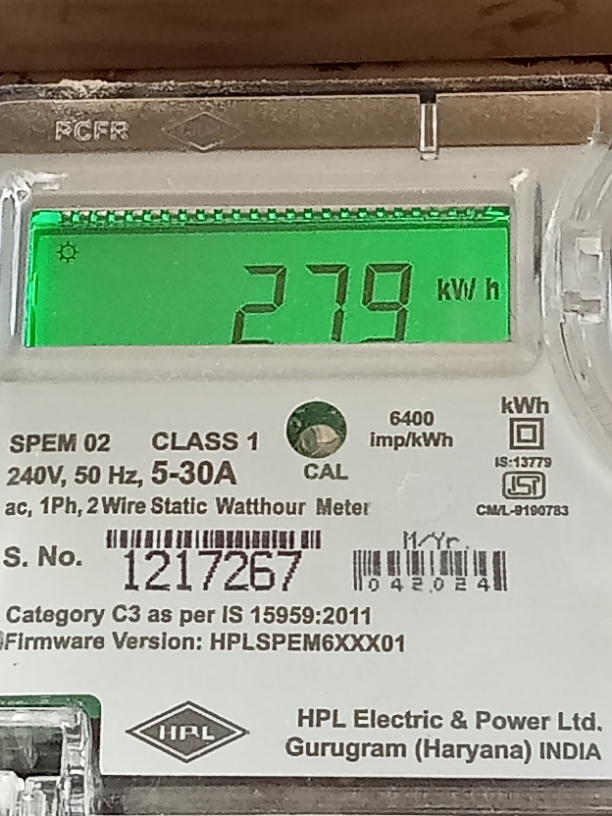 PCFR HPL
279 kWh
kWh
6400
imp/kWh
SPEM 02 CLASS 1
IS:13779
240V, 50 Hz, 5-30A
CAL
ac, 1Ph, 2 Wire Static Watthour Meter
CM/L-9190783
M/Yr.
S. No. 1217267
042024
Category C3 as per IS 15959:2011
Firmware Version: HPLSPEM6XXX01
HPL
HPL Electric & Power Ltd.
Gurugram (Haryana) INDIA